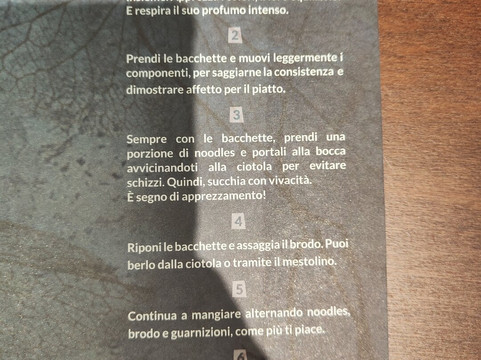 E respira il suo profumo intenso.
2
Prendi le bacchette e muovi leggermente i
componenti, per saggiarne la consistenza e
dimostrare affetto per il piatto.
3
Sempre con le bacchette, prendi una
porzione di noodles e portali alla bocca
avvicinandoti alla ciotola per evitare
schizzi. Quindi, succhia con vivacità.
È segno di apprezzamento!
4
Riponi le bacchette e assaggia il brodo. Puoi
berlo dalla ciotola o tramite il mestolino.
5
Continua a mangiare alternando noodles,
brodo e guarnizioni, come più ti piace.
6